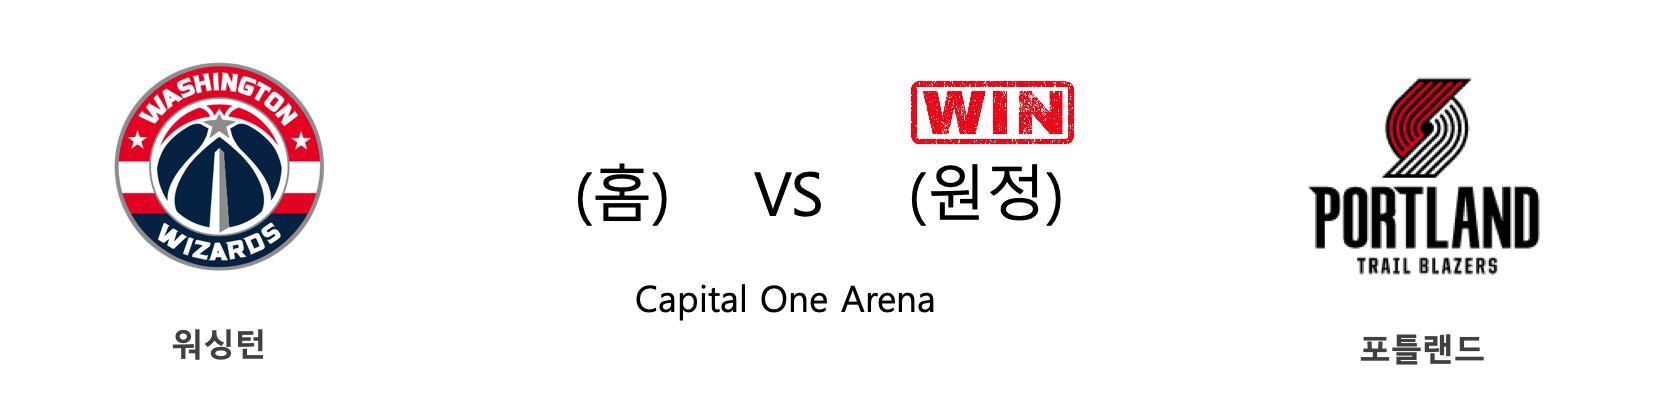 WASHINGTON
WIZARDS
워싱턴
WIN
(홈) VS (원정)
Capital One Arena
PORTLAND
TRAIL BLAZERS
포틀랜드